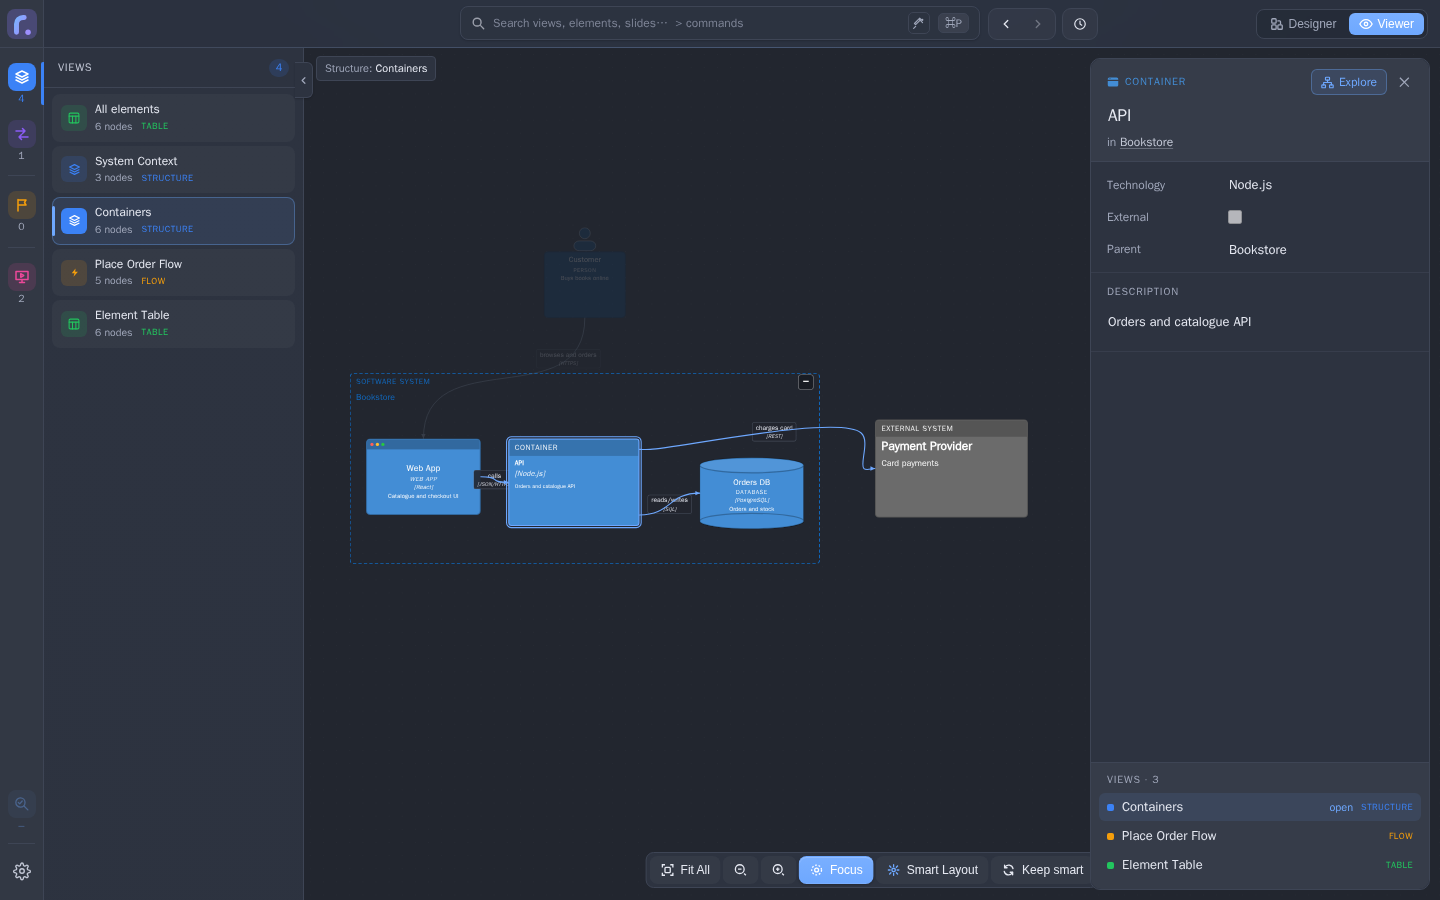 Search views, elements, slides··· > commands
⌘P
Designer
Viewer
4
1
0
2
–
VIEWS
4
All elements
6 nodes TABLE
System Context
3 nodes STRUCTURE
Containers
6 nodes STRUCTURE
Place Order Flow
5 nodes FLOW
Element Table
6 nodes TABLE
Structure: Containers
Customer
Buys books online
browses and orders
SOFTWARE SYSTEM
Bookstore
Web App
WEB APP
[React]
Catalogue and checkout UI
calls
CONTAINER
API
[Node.js]
Orders and catalogue API
charges card
[REST]
reads/writes
[SQL]
Orders DB
DATABASE
[PostgreSQL]
Orders and stock
EXTERNAL SYSTEM
Payment Provider
Card payments
Fit All
Focus
Smart Layout
Keep smart
CONTAINER
Explore
API
in Bookstore
Technology Node.js
External
Parent Bookstore
DESCRIPTION
Orders and catalogue API
VIEWS · 3
Containers open STRUCTURE
Place Order Flow FLOW
Element Table TABLE